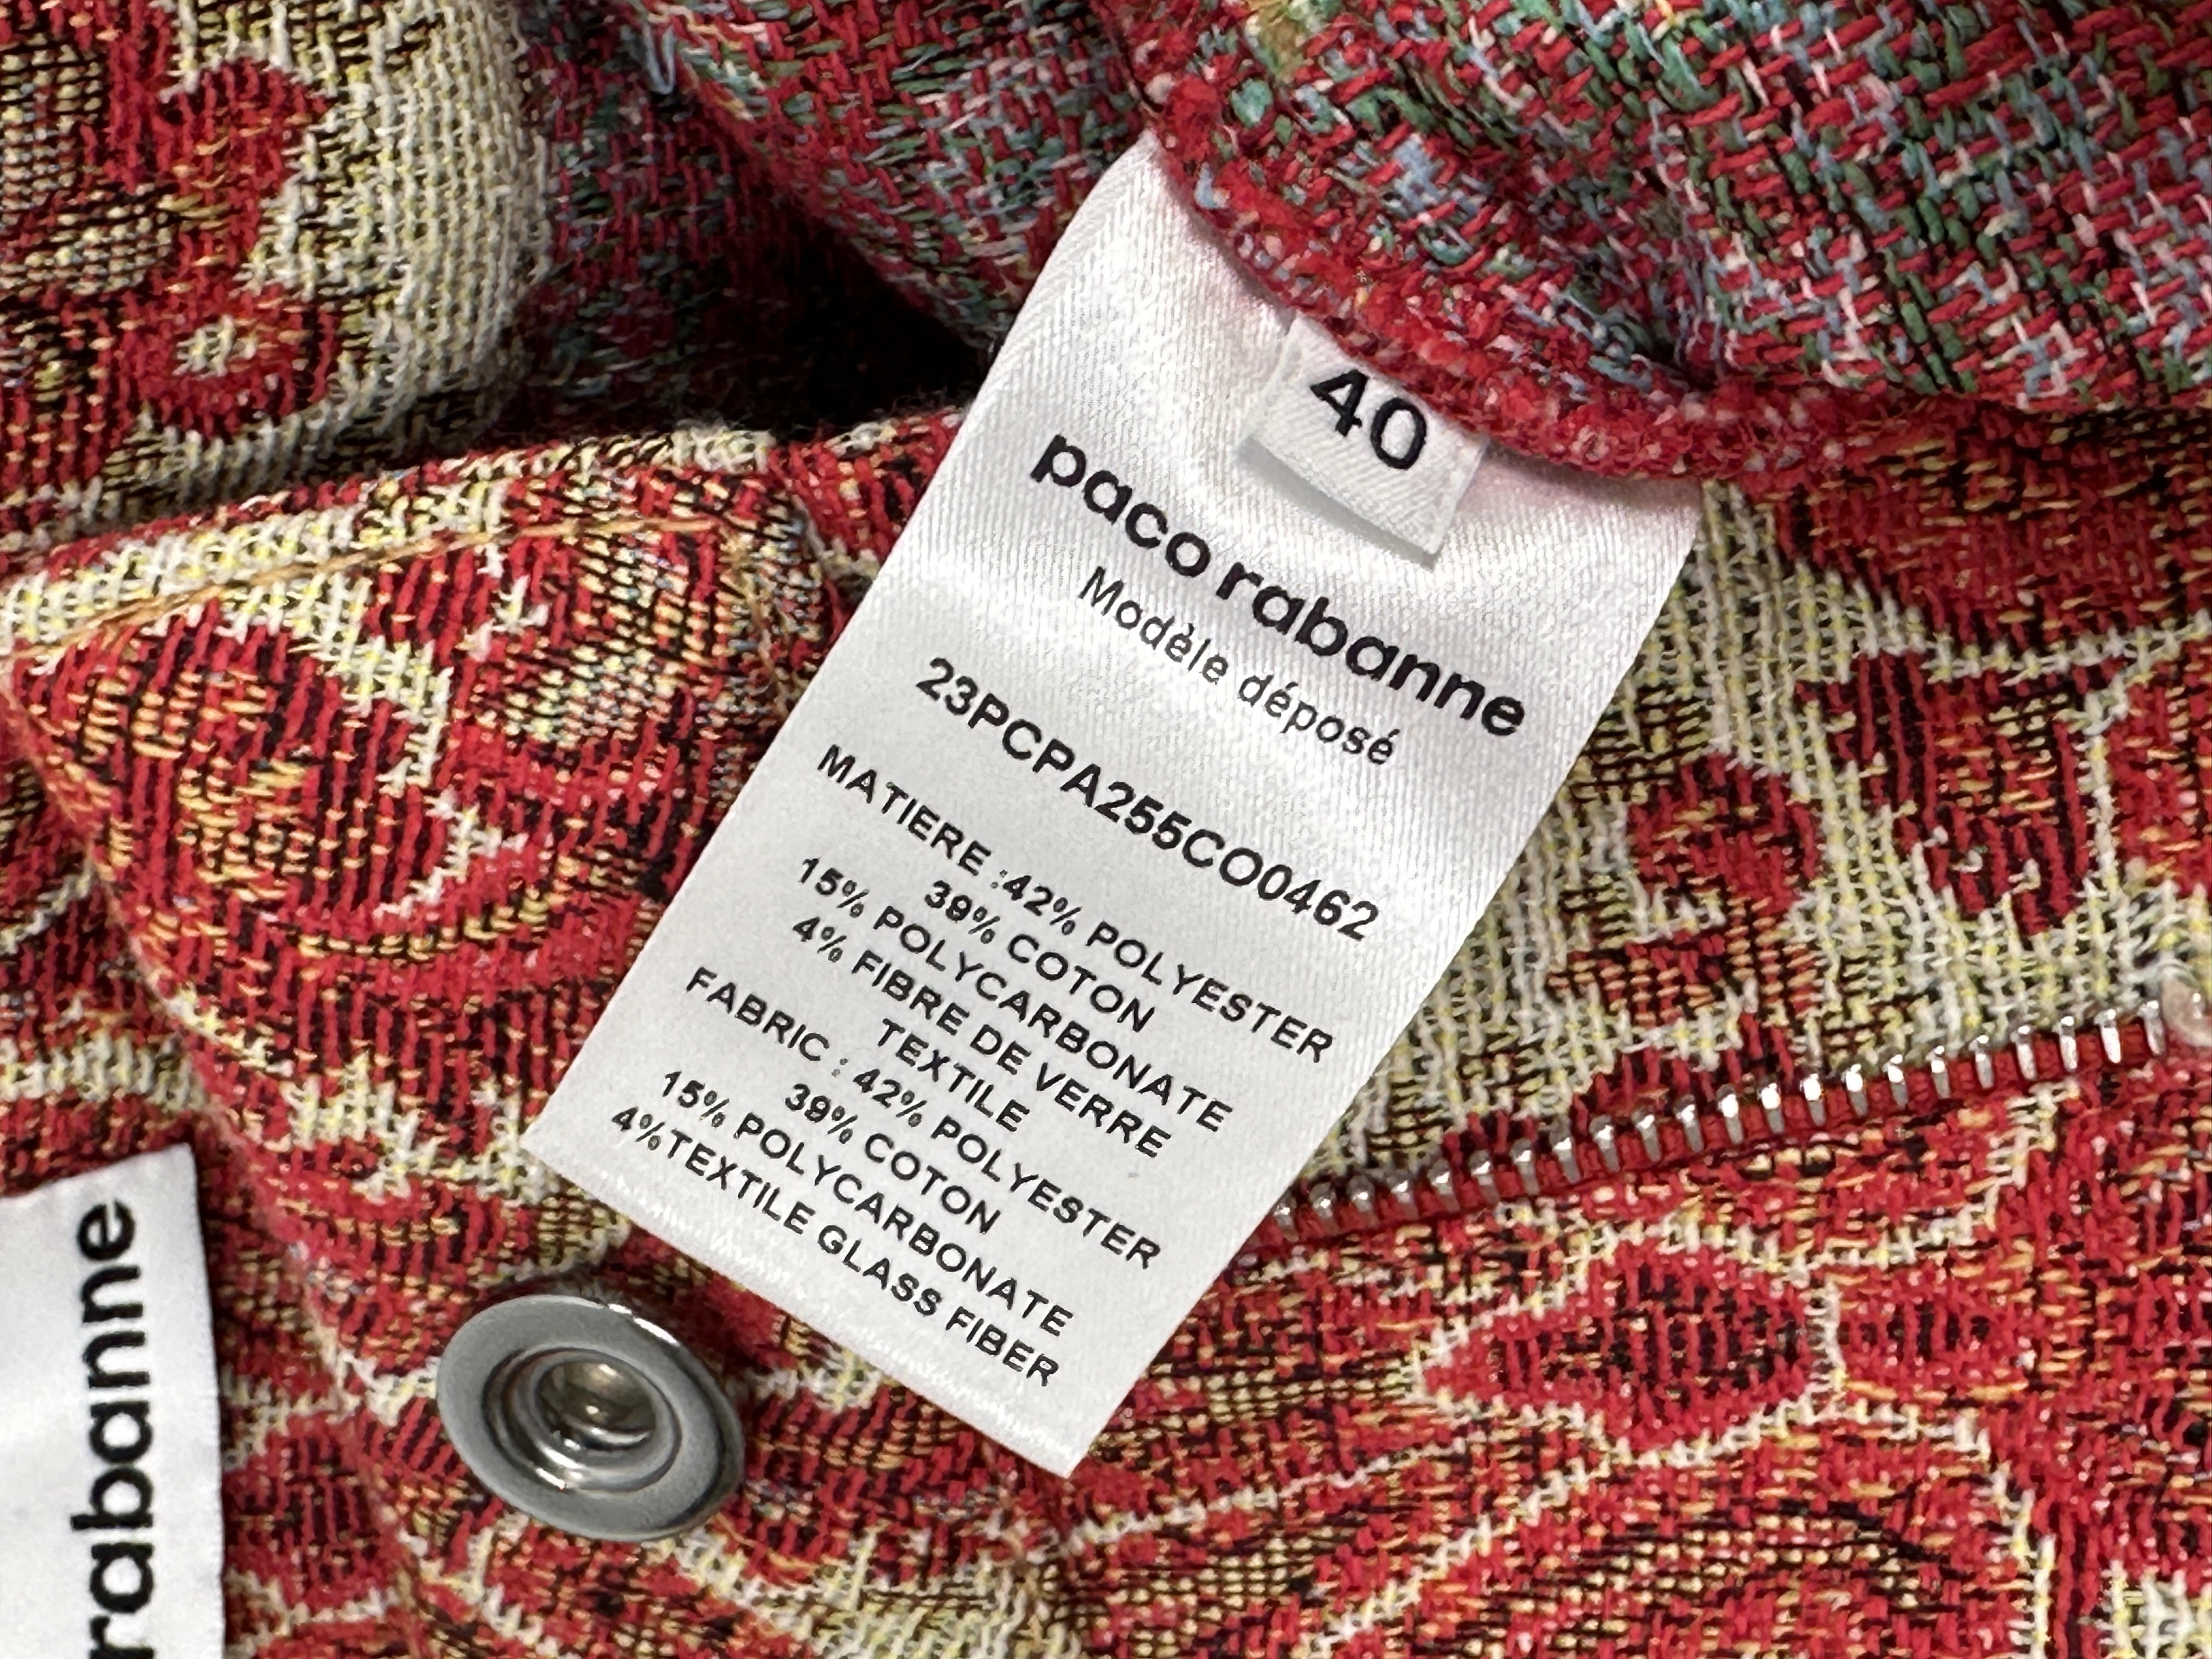 40
paco rabanne
Modèle déposé
23PCPA255CO0462
MATIERE :42% POLYESTER
39% COTON
15% POLYCARBONATE
4% FIBRE DE VERRE
TEXTILE
FABRIC : 42% POLYESTER
39% COTON
15% POLYCARBONATE
4%TEXTILE GLASS FIBER
rabanne